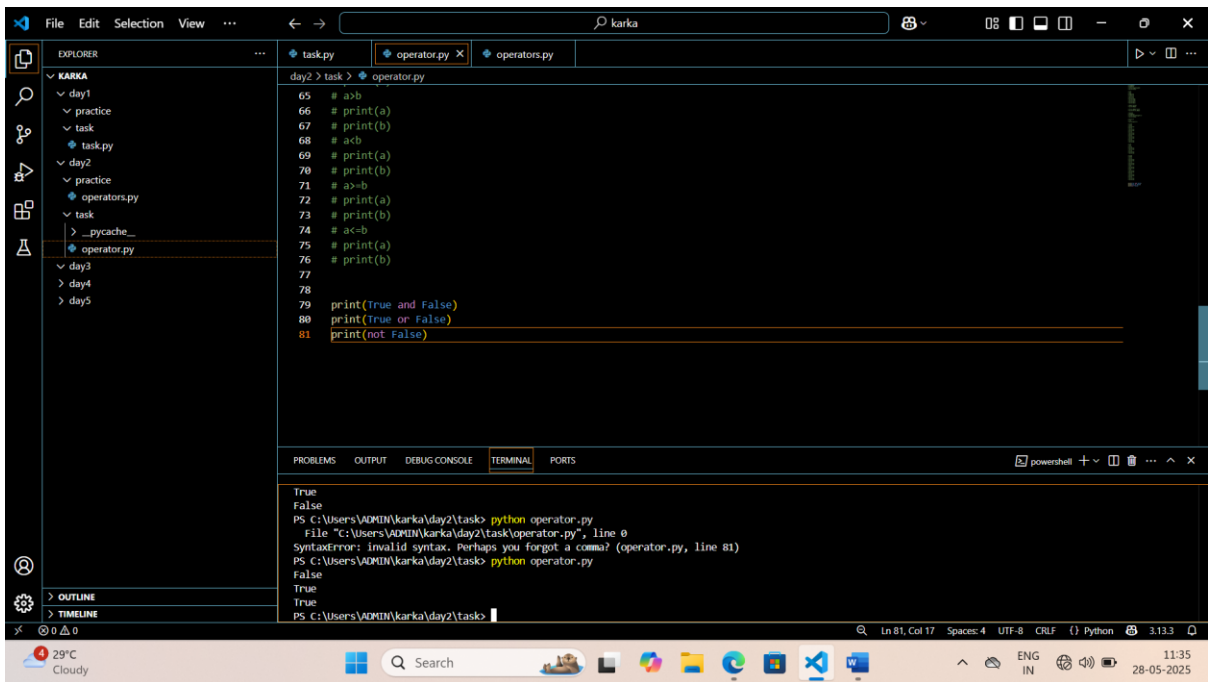 File Edit Selection View ··· karka
EXPLORER ···
KARKA
day1
practice
task
task.py
day2
practice
operators.py
task
__pycache__
operator.py
day3
day4
day5
OUTLINE
TIMELINE
task.py operator.py operators.py
day2 > task > operator.py
65 # a>b
66 # print(a)
67 # print(b)
68 # a<b
69 # print(a)
70 # print(b)
71 # a>=b
72 # print(a)
73 # print(b)
74 # a<=b
75 # print(a)
76 # print(b)
77
78
79 print(True and False)
80 print(True or False)
81 print(not False)
PROBLEMS OUTPUT DEBUG CONSOLE TERMINAL PORTS powershell
True
False
PS C:\Users\ADMIN\karka\day2\task> python operator.py
File "C:\Users\ADMIN\karka\day2\task\operator.py", line 0
SyntaxError: invalid syntax. Perhaps you forgot a comma? (operator.py, line 81)
PS C:\Users\ADMIN\karka\day2\task> python operator.py
False
True
True
PS C:\Users\ADMIN\karka\day2\task>
0 0 Ln 81, Col 17 Spaces: 4 UTF-8 CRLF {} Python 3.13.3
4 29°C
Cloudy
Search
ENG
IN
11:35
28-05-2025